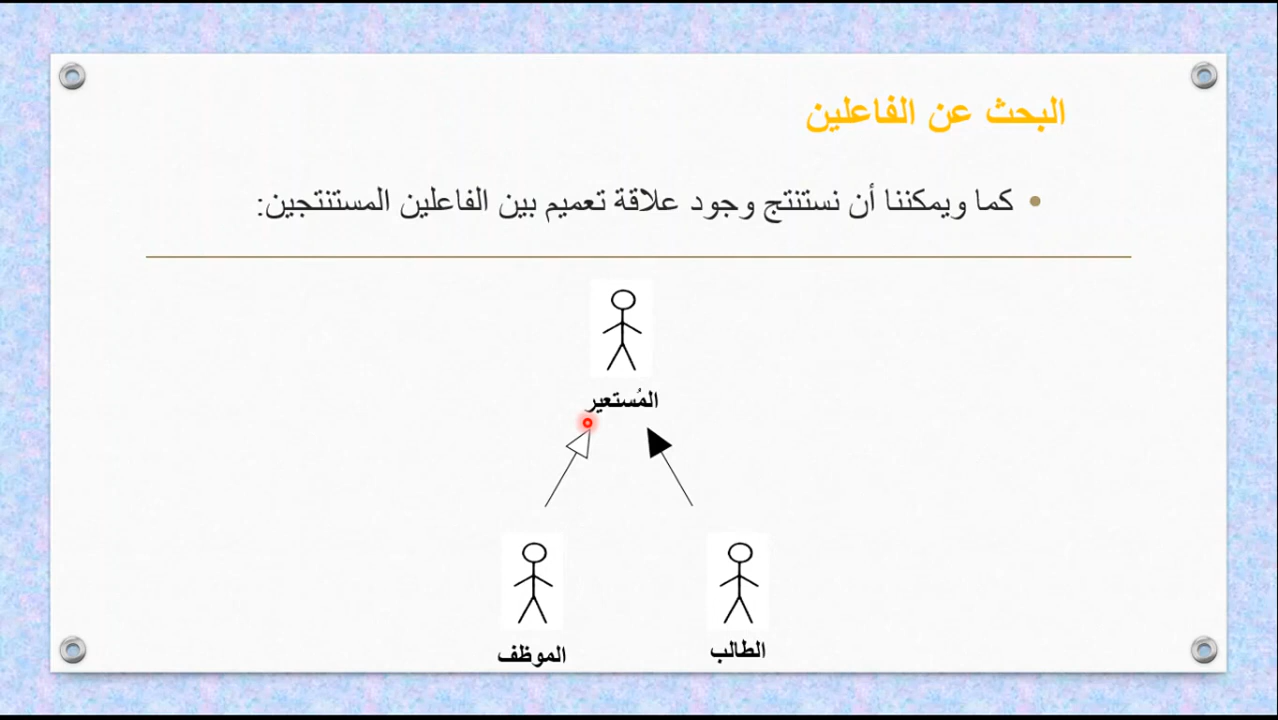 البحث عن الفاعلين
• كما ويمكننا أن نستنتج وجود علاقة تعميم بين الفاعلين المستنتجين:
المُستعير
الطالب
الموظف